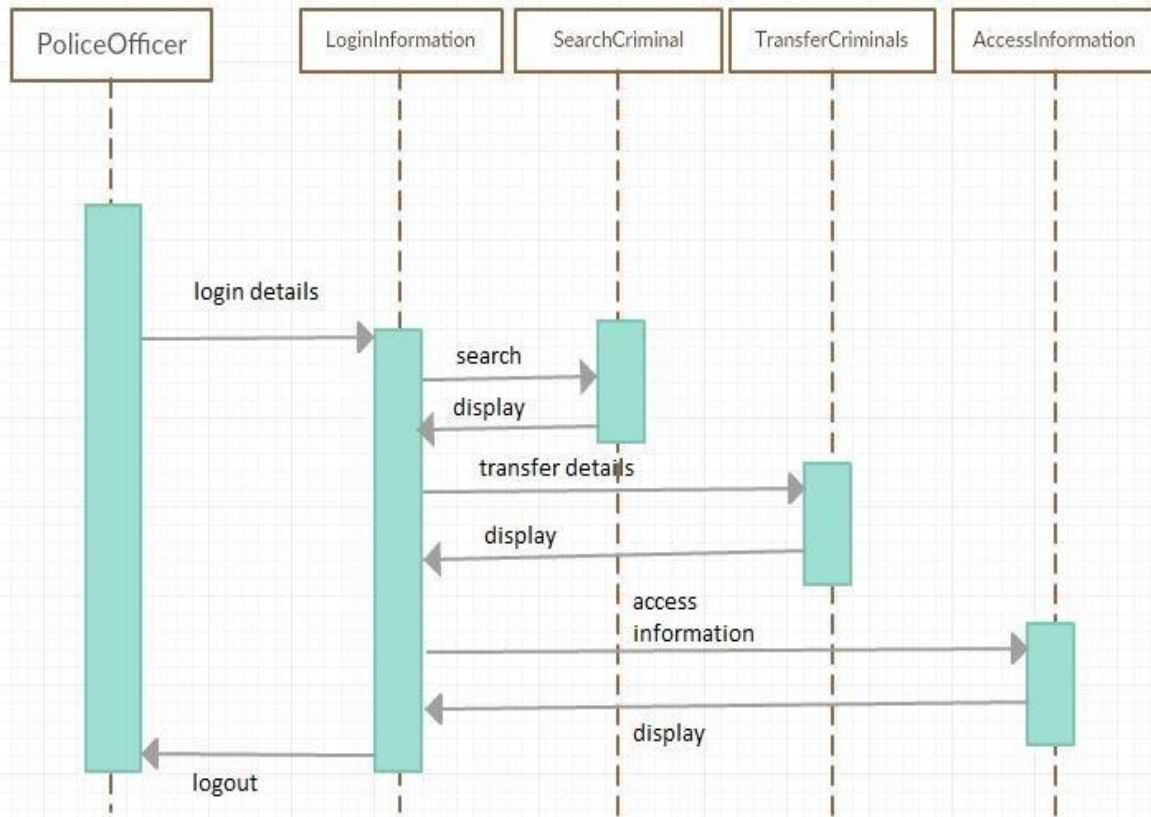 PoliceOfficer
LoginInformation
SearchCriminal
TransferCriminals
AccessInformation
login details
search
display
transfer details
display
access
information
display
logout